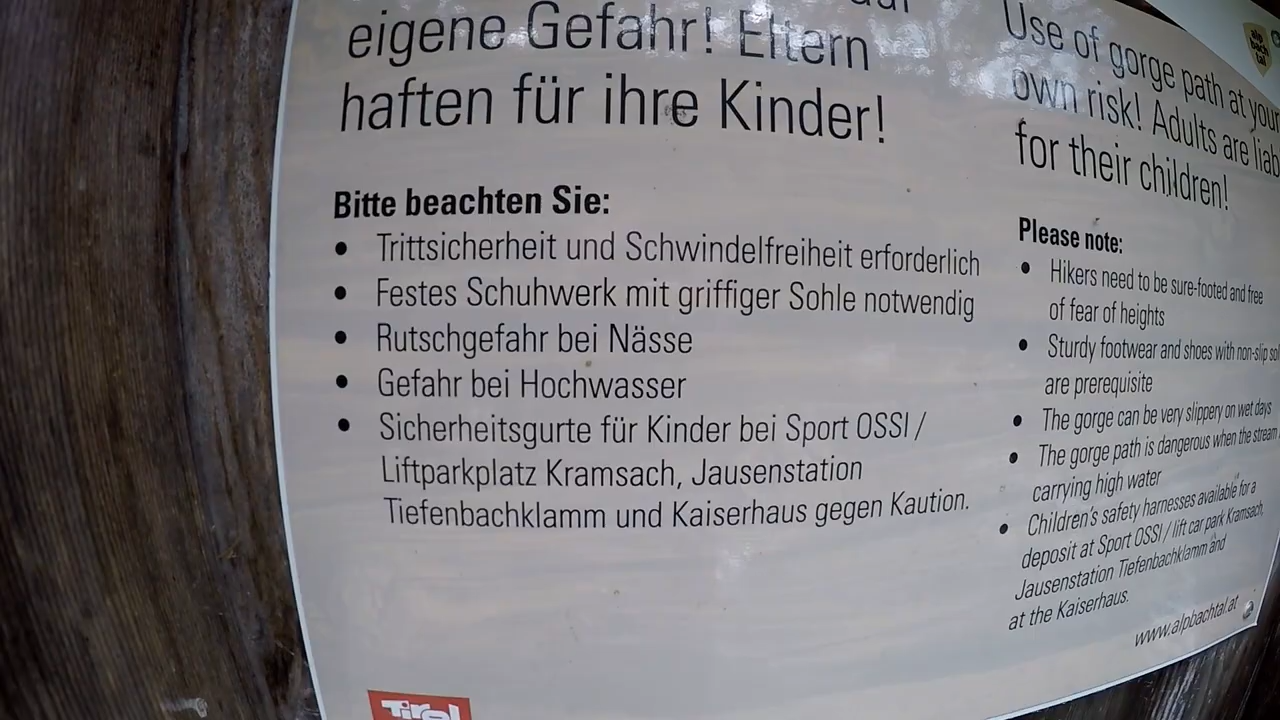 eigene Gefahr! Eltern
haften für ihre Kinder!
Bitte beachten Sie:
• Trittsicherheit und Schwindelfreiheit erforderlich
• Festes Schuhwerk mit griffiger Sohle notwendig
• Rutschgefahr bei Nässe
• Gefahr bei Hochwasser
• Sicherheitsgurte für Kinder bei Sport OSSI /
Liftparkplatz Kramsach, Jausenstation
Tiefenbachklamm und Kaiserhaus gegen Kaution.
Tirol
Use of gorge path at your
own risk! Adults are
for their children!
Please note:
• Hikers need to be sure-footed and free
of fear of heights
• Sturdy footwear and shoes with non-slip
are prerequisite
• The gorge can be very slippery on wet days
• The gorge path is dangerous when the stream
carrying high water
• Children's safety harnesses available for a
deposit at Sport OSSI / lift car park Kramsach,
Jausenstation Tiefenbachklamm and
at the Kaiserhaus.
www.alpbachtal.at